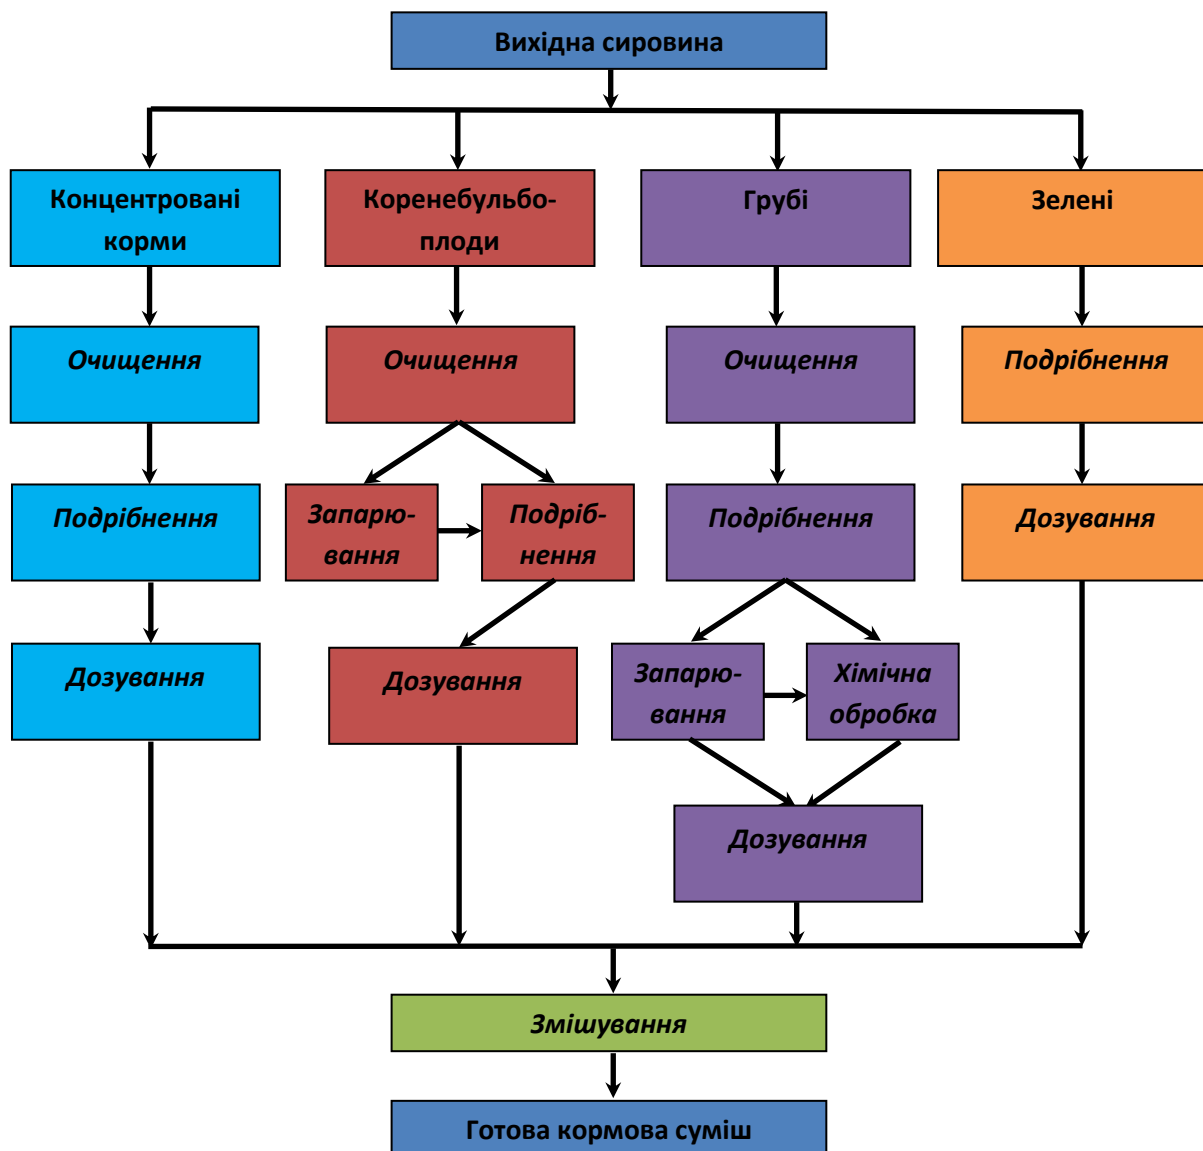 Вихідна сировина
Концентровані
корми
Коренебульбо-
плоди
Грубі
Зелені
Очищення
Очищення
Очищення
Подрібнення
Подрібнення
Запарю-
вання
Подріб-
нення
Подрібнення
Дозування
Дозування
Дозування
Запарю-
вання
Хімічна
обробка
Дозування
Змішування
Готова кормова суміш